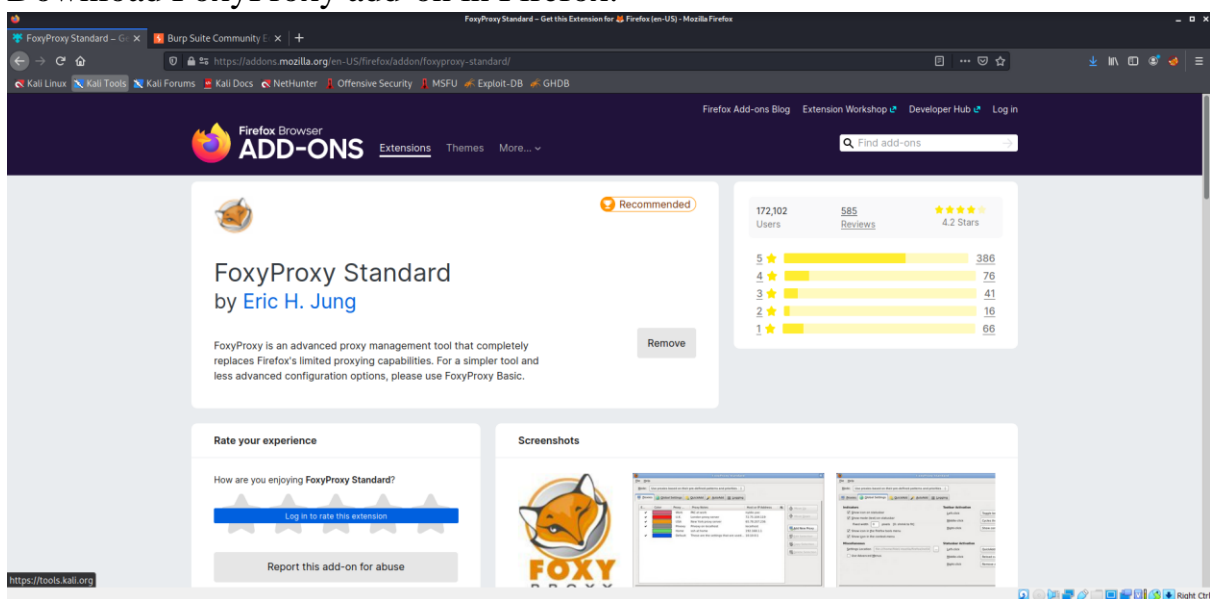 Download FoxyProxy add-on in Firefox.
FoxyProxy Standard – Get this Extension for 🦊 Firefox (en-US) - Mozilla Firefox
FoxyProxy Standard – Ge
Burp Suite Community E
https://addons.mozilla.org/en-US/firefox/addon/foxyproxy-standard/
Kali Linux Kali Tools Kali Forums Kali Docs NetHunter Offensive Security MSFU Exploit-DB GHDB
Firefox Add-ons Blog Extension Workshop Developer Hub Log in
Firefox Browser
ADD-ONS Extensions Themes More...
Find add-ons
Recommended
FoxyProxy Standard
by Eric H. Jung
FoxyProxy is an advanced proxy management tool that completely
replaces Firefox's limited proxying capabilities. For a simpler tool and
less advanced configuration options, please use FoxyProxy Basic.
Remove
172,102 585
Users Reviews 4.2 Stars
5 386
4 76
3 41
2 16
1 66
Rate your experience
How are you enjoying FoxyProxy Standard?
Log in to rate this extension
Report this add-on for abuse
Screenshots
FOXY
https://tools.kali.org
Right Ctrl